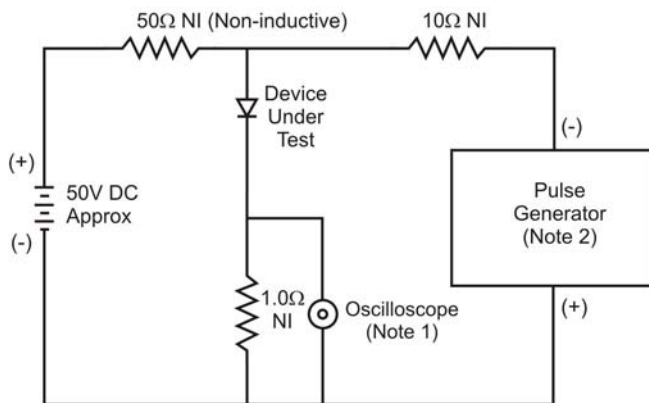 50Ω NI (Non-inductive)
10Ω NI
Device
Under
Test
(+)
50V DC
Approx
(-)
(-)
Pulse
Generator
(Note 2)
(+)
1.0Ω
NI
Oscilloscope
(Note 1)